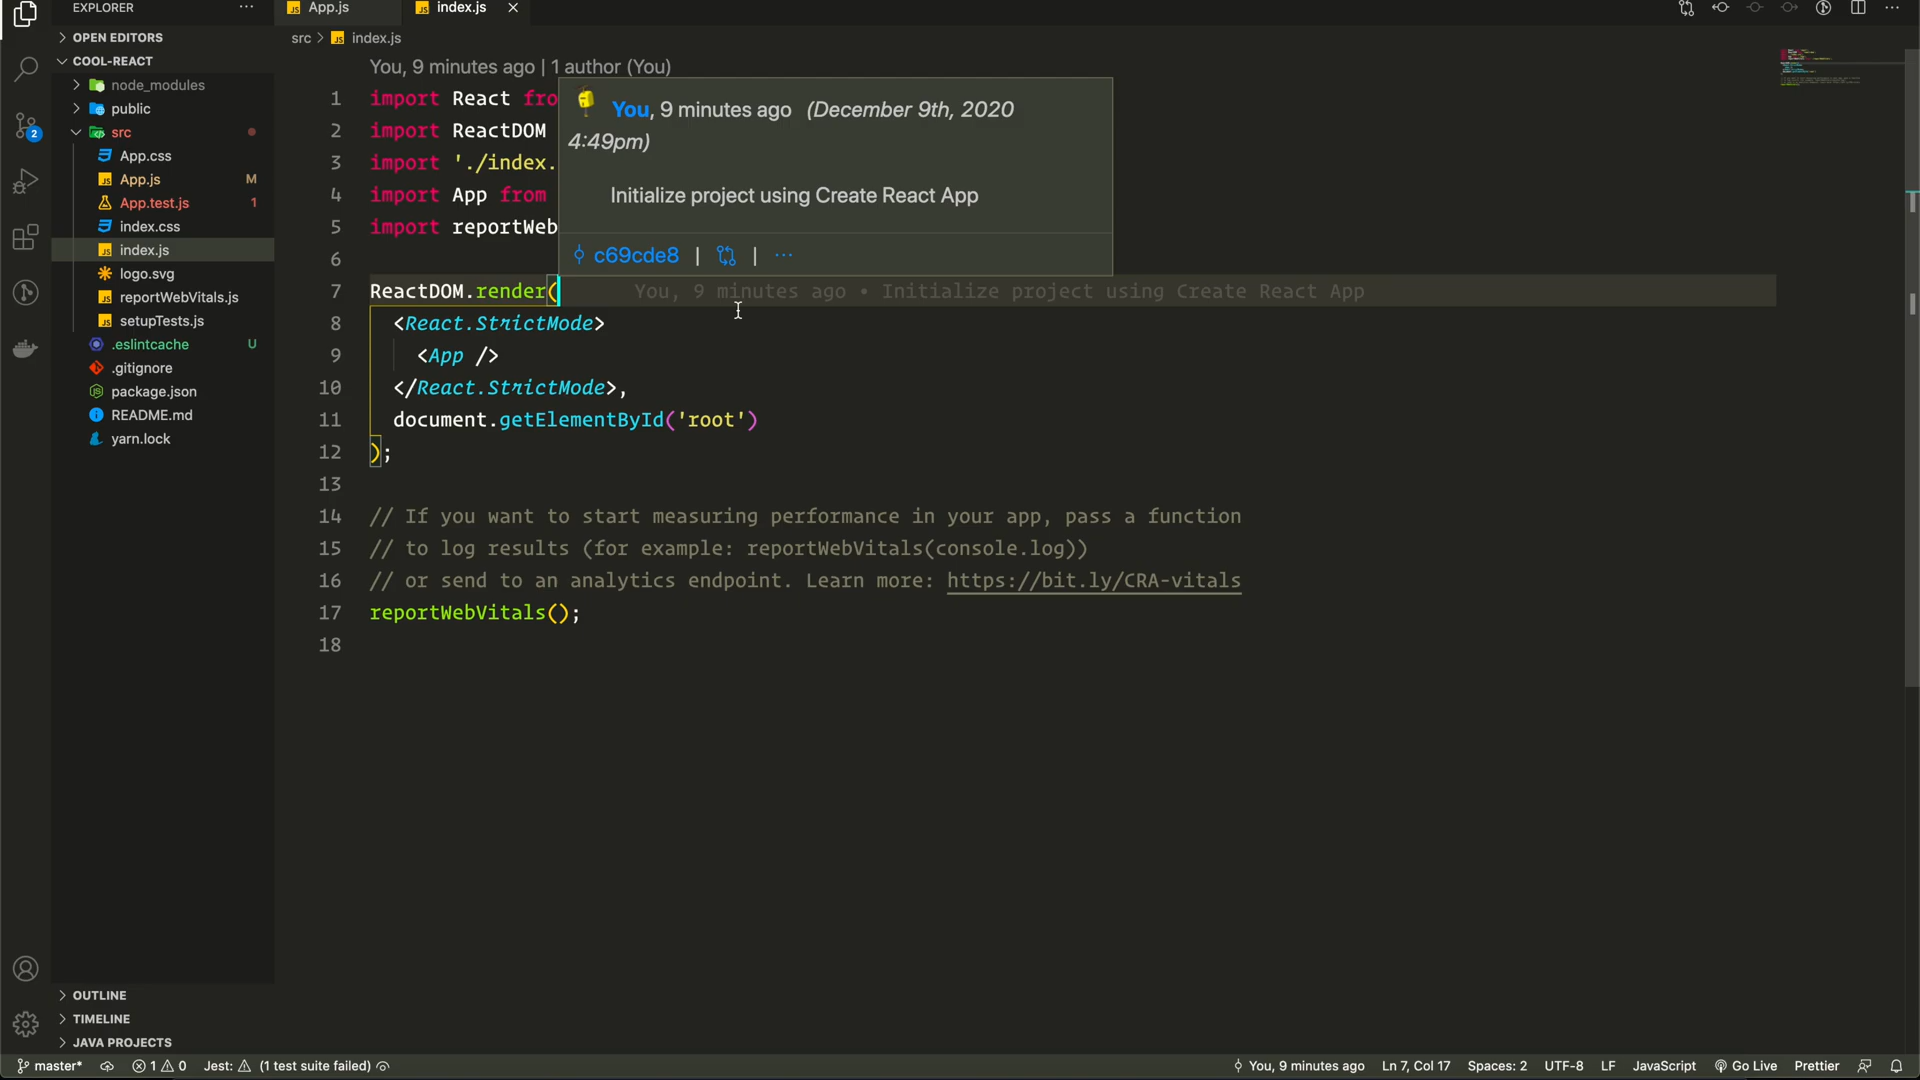 EXPLORER
···
App.js
index.js
OPEN EDITORS
src > index.js
COOL-REACT
You, 9 minutes ago | 1 author (You)
node_modules
public
src
App.css
App.js M
App.test.js 1
index.css
index.js
logo.svg
reportWebVitals.js
setupTests.js
.eslintcache U
.gitignore
package.json
README.md
yarn.lock
2
1 import React fro
2 import ReactDOM
3 import './index.
4 import App from
5 import reportWeb
6
7 ReactDOM.render( You, 9 minutes ago • Initialize project using Create React App
8 <React.StrictMode>
9 <App />
10 </React.StrictMode>,
11 document.getElementById('root')
12 );
13
14 // If you want to start measuring performance in your app, pass a function
15 // to log results (for example: reportWebVitals(console.log))
16 // or send to an analytics endpoint. Learn more: https://bit.ly/CRA-vitals
17 reportWebVitals();
18
You, 9 minutes ago (December 9th, 2020
4:49pm)
Initialize project using Create React App
c69cde8 | | ···
OUTLINE
TIMELINE
JAVA PROJECTS
master* 1 0 Jest: (1 test suite failed) You, 9 minutes ago Ln 7, Col 17 Spaces: 2 UTF-8 LF JavaScript Go Live Prettier